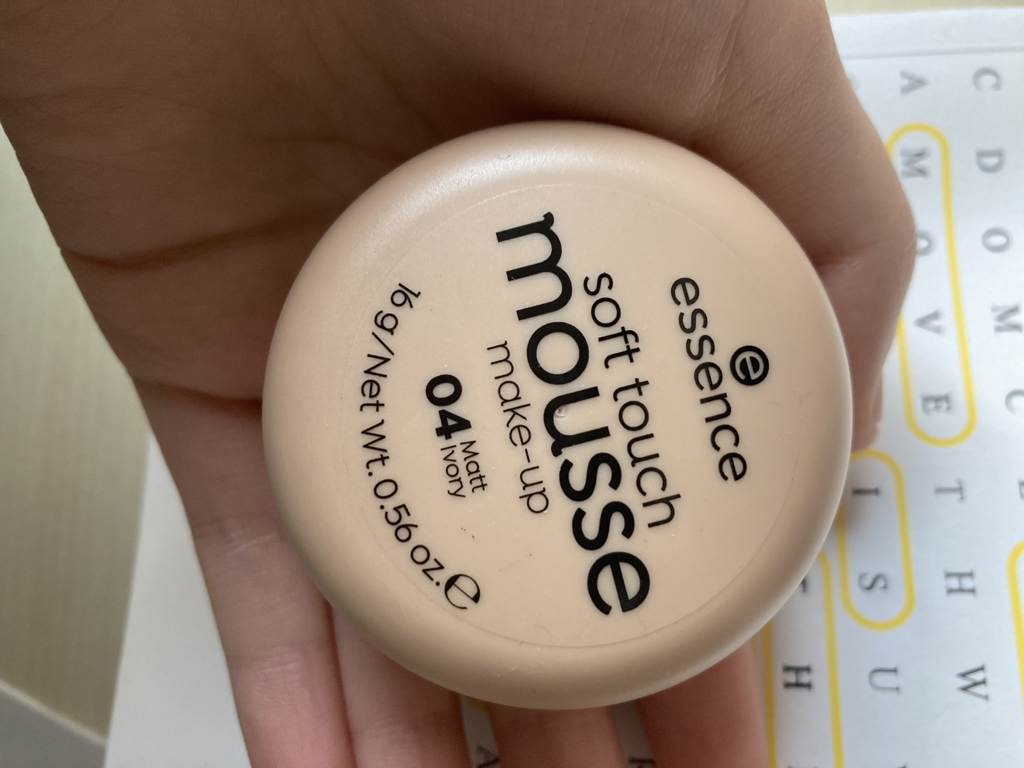 e
essence
soft touch
mousse
make-up
04 Matt
ivory
16 g/Net Wt. 0.56 oz. e
C D O M C
A M O V E T H W
I S U
H